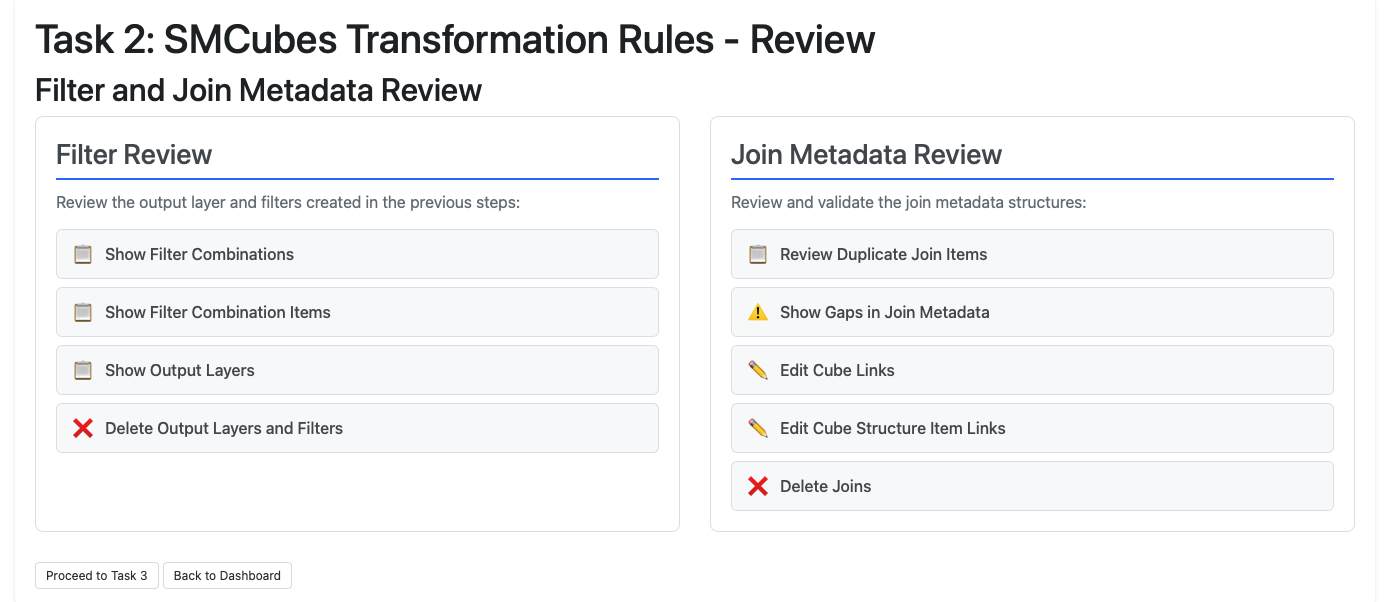 Task 2: SMCubes Transformation Rules - Review
Filter and Join Metadata Review
Filter Review
Review the output layer and filters created in the previous steps:
Show Filter Combinations
Show Filter Combination Items
Show Output Layers
Delete Output Layers and Filters
Join Metadata Review
Review and validate the join metadata structures:
Review Duplicate Join Items
Show Gaps in Join Metadata
Edit Cube Links
Edit Cube Structure Item Links
Delete Joins
Proceed to Task 3
Back to Dashboard